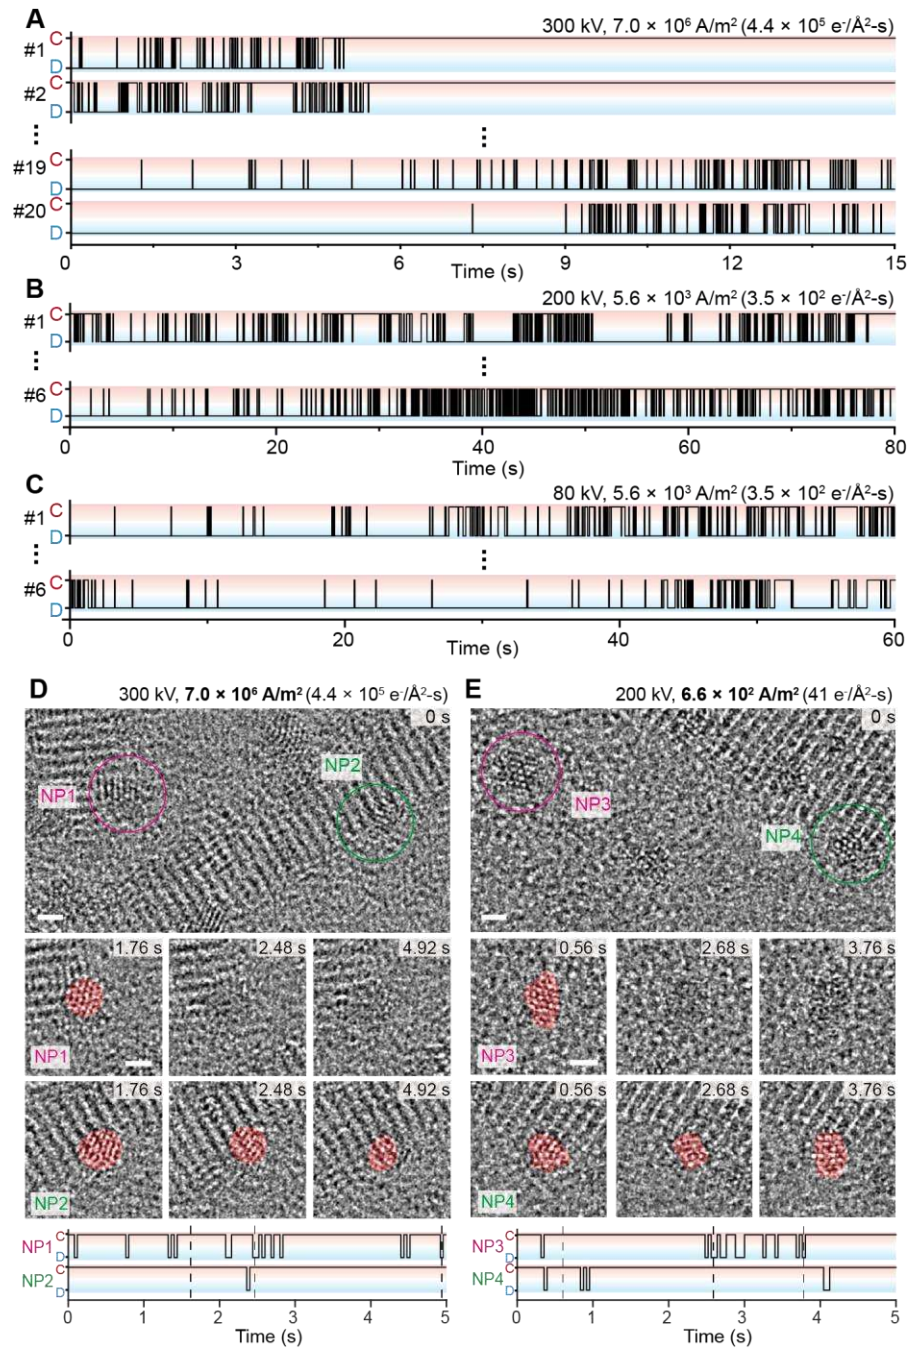 A
300 kV, 7.0 × 10⁶ A/m² (4.4 × 10⁵ e⁻/Å²-s)
#1 C
D
#2 C
D
#19 C
D
#20 C
D
0 3 6 9 12 15
Time (s)
B
200 kV, 5.6 × 10³ A/m² (3.5 × 10² e⁻/Å²-s)
#1 C
D
#6 C
D
0 20 40 60 80
Time (s)
C
80 kV, 5.6 × 10³ A/m² (3.5 × 10² e⁻/Å²-s)
#1 C
D
#6 C
D
0 20 40 60
Time (s)
D
300 kV, 7.0 × 10⁶ A/m² (4.4 × 10⁵ e⁻/Å²-s)
0 s
NP1
NP2
1.76 s 2.48 s 4.92 s
NP1
1.76 s 2.48 s 4.92 s
NP2
NP1 C
D
NP2 C
D
0 1 2 3 4 5
Time (s)
E
200 kV, 6.6 × 10² A/m² (41 e⁻/Å²-s)
0 s
NP3
NP4
0.56 s 2.68 s 3.76 s
NP3
0.56 s 2.68 s 3.76 s
NP4
NP3 C
D
NP4 C
D
0 1 2 3 4 5
Time (s)